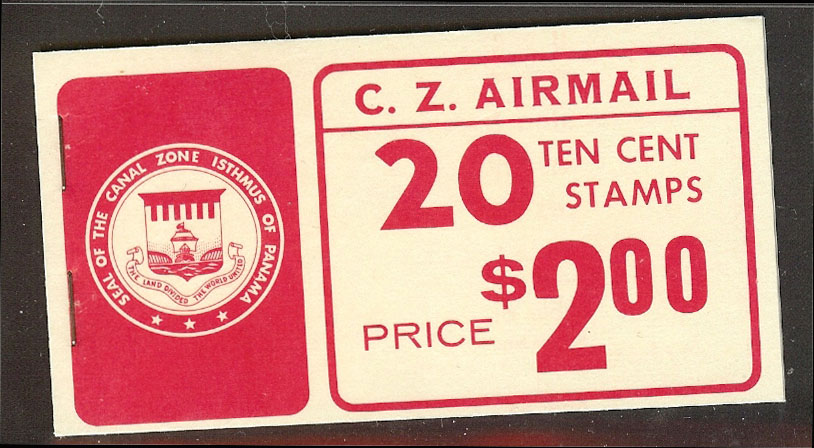 SEAL OF THE CANAL ZONE ISTHMUS OF PANAMA
THE LAND DIVIDED THE WORLD UNITED
C. Z. AIRMAIL
20 TEN CENT
STAMPS
PRICE $2.00